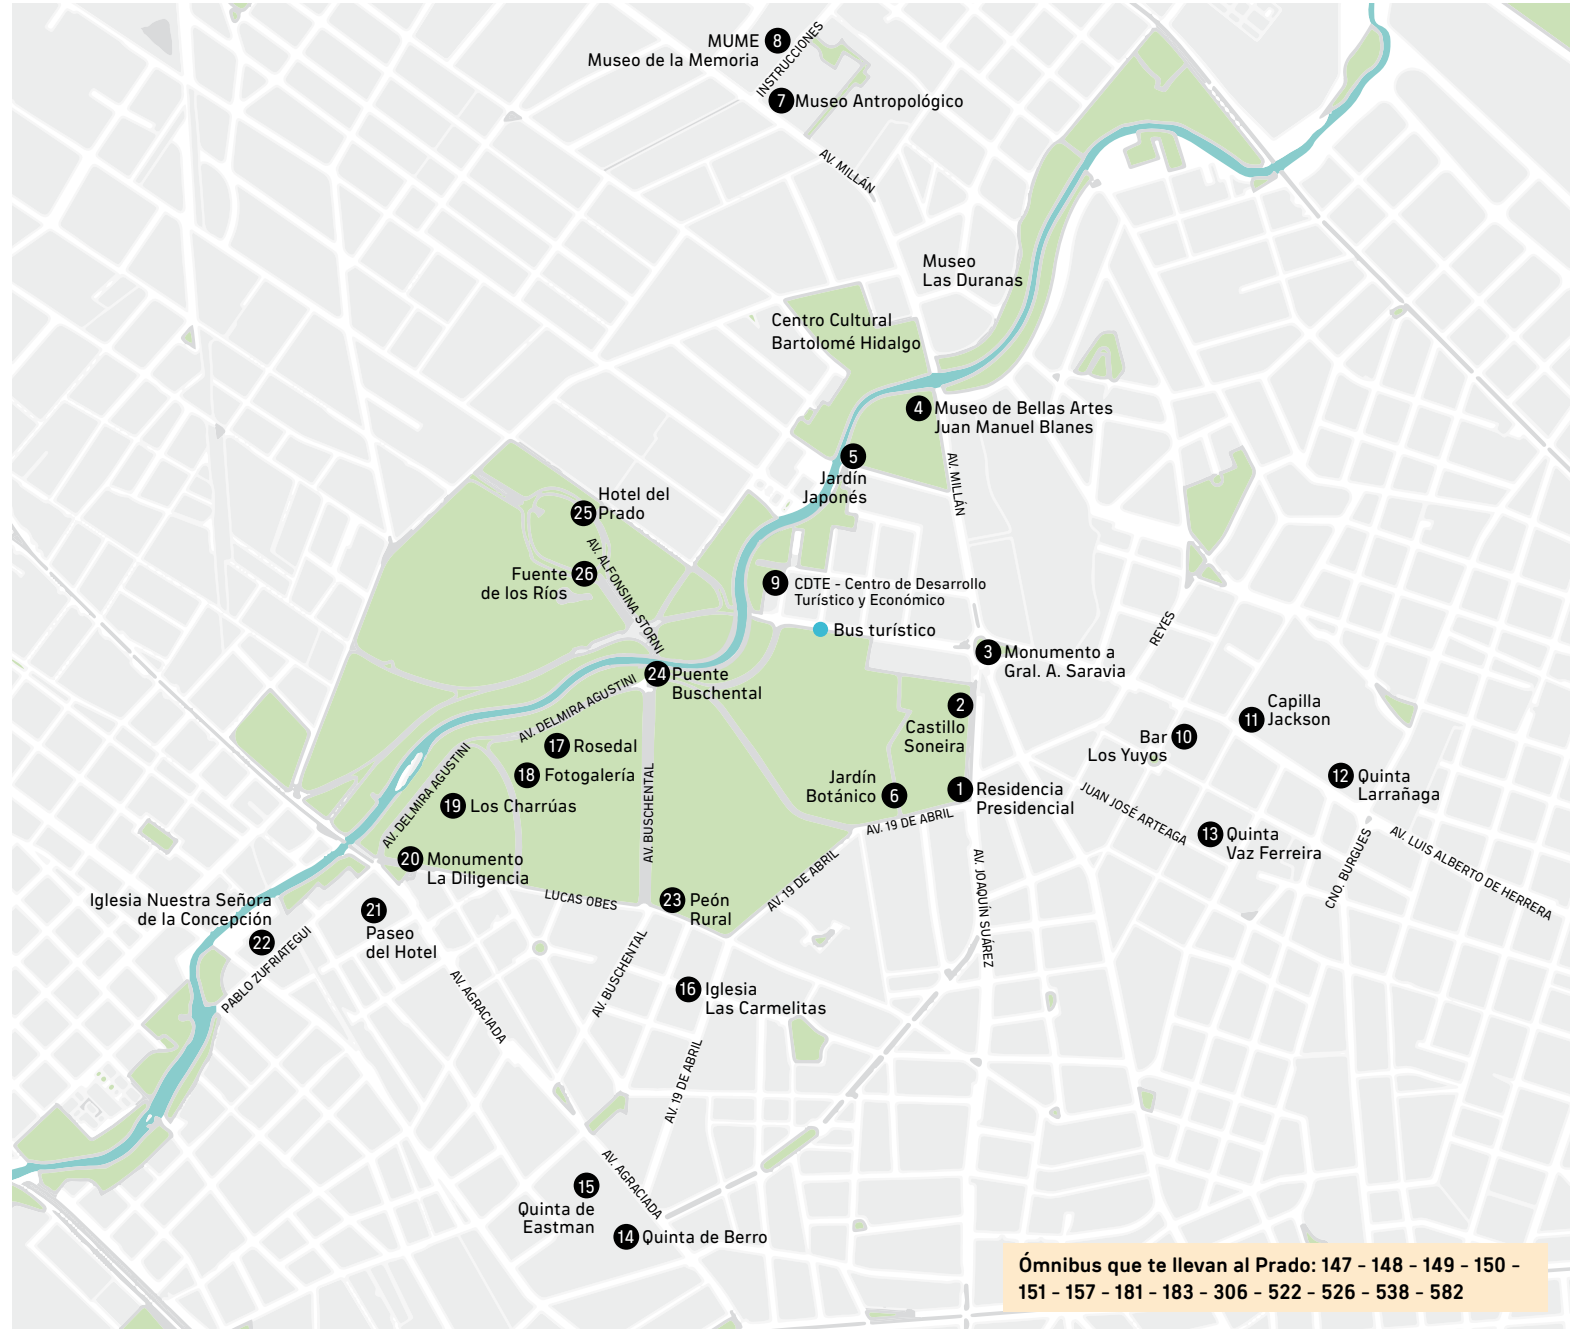 MUME
Museo de la Memoria
8
INSTRUCCIONES
7
Museo Antropológico
AV. MILLÁN
Museo
Las Duranas
Centro Cultural
Bartolomé Hidalgo
4
Museo de Bellas Artes
Juan Manuel Blanes
5
Jardín
Japonés
AV. MILLÁN
Hotel del
Prado
25
AV. ALFONSINA STORNI
Fuente
de los Ríos
26
9
CDTE - Centro de Desarrollo
Turístico y Económico
Bus turístico
REYES
3
Monumento a
Gral. A. Saravia
24
Puente
Buschental
AV. DELMIRA AGUSTINI
2
Castillo
Soneira
Capilla
Jackson
11
Bar
Los Yuyos
10
17
Rosedal
18
Fotogalería
19
Los Charrúas
AV. DELMIRA AGUSTINI
AV. BUSCHENTAL
Jardín
Botánico
6
1
Residencia
Presidencial
12
Quinta
Larrañaga
JUAN JOSÉ ARTEAGA
AV. 19 DE ABRIL
13
Quinta
Vaz Ferreira
CNO. BURGUES
AV. LUIS ALBERTO DE HERRERA
20
Monumento
La Diligencia
AV. 19 DE ABRIL
AV. JOAQUÍN SUÁREZ
LUCAS OBES
23
Peón
Rural
Iglesia Nuestra Señora
de la Concepción
22
21
Paseo
del Hotel
PABLO ZUFRIATEGUI
AV. BUSCHENTAL
AV. AGRACIADA
16
Iglesia
Las Carmelitas
AV. 19 DE ABRIL
AV. AGRACIADA
15
Quinta de
Eastman
14
Quinta de Berro
Ómnibus que te llevan al Prado: 147 - 148 - 149 - 150 -
151 - 157 - 181 - 183 - 306 - 522 - 526 - 538 - 582